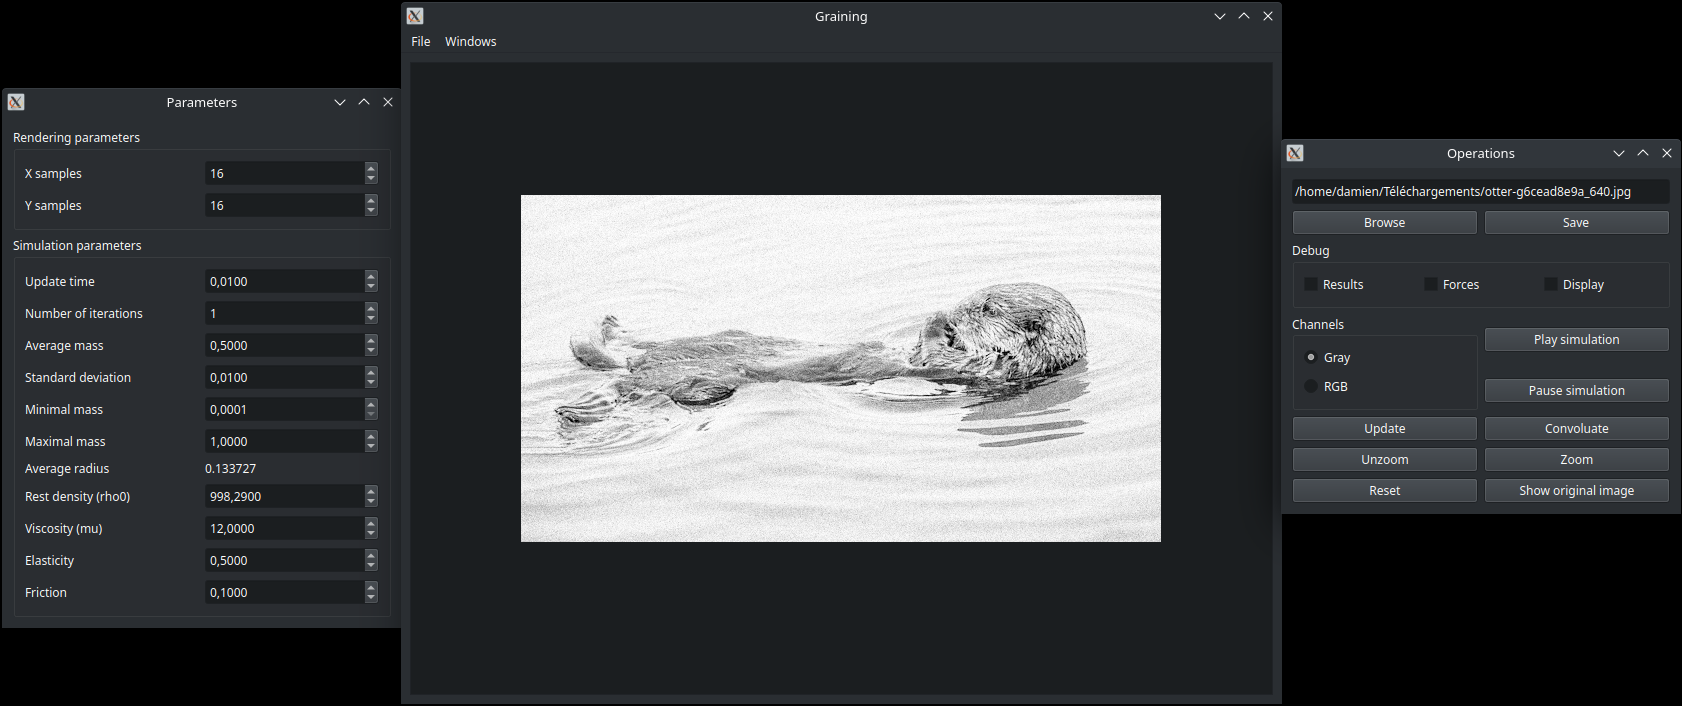 Graining
File Windows
Parameters
Rendering parameters
X samples 16
Y samples 16
Simulation parameters
Update time 0,0100
Number of iterations 1
Average mass 0,5000
Standard deviation 0,0100
Minimal mass 0,0001
Maximal mass 1,0000
Average radius 0.133727
Rest density (rho0) 998,2900
Viscosity (mu) 12,0000
Elasticity 0,5000
Friction 0,1000
Operations
/home/damien/Téléchargements/otter-g6cead8e9a_640.jpg
Browse Save
Debug
Results Forces Display
Channels
Play simulation
Gray
RGB
Pause simulation
Update Convoluate
Unzoom Zoom
Reset Show original image